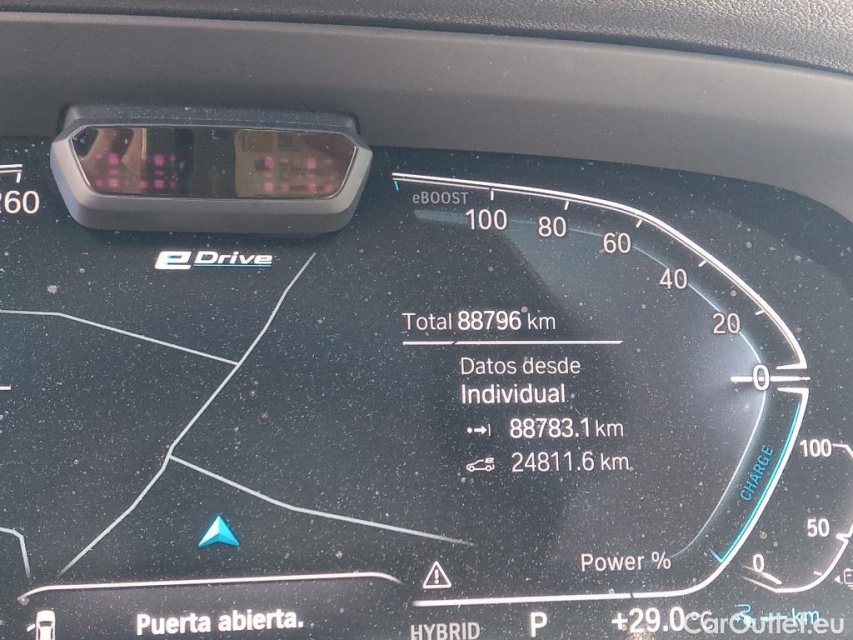 260
eDrive
eBOOST
100
80
60
40
20
0
Total 88796 km
Datos desde
Individual
88783.1 km
24811.6 km
CHARGE
100
50
0
Power %
Puerta abierta.
HYBRID P +29.0°C --- km
CarOutlet.eu